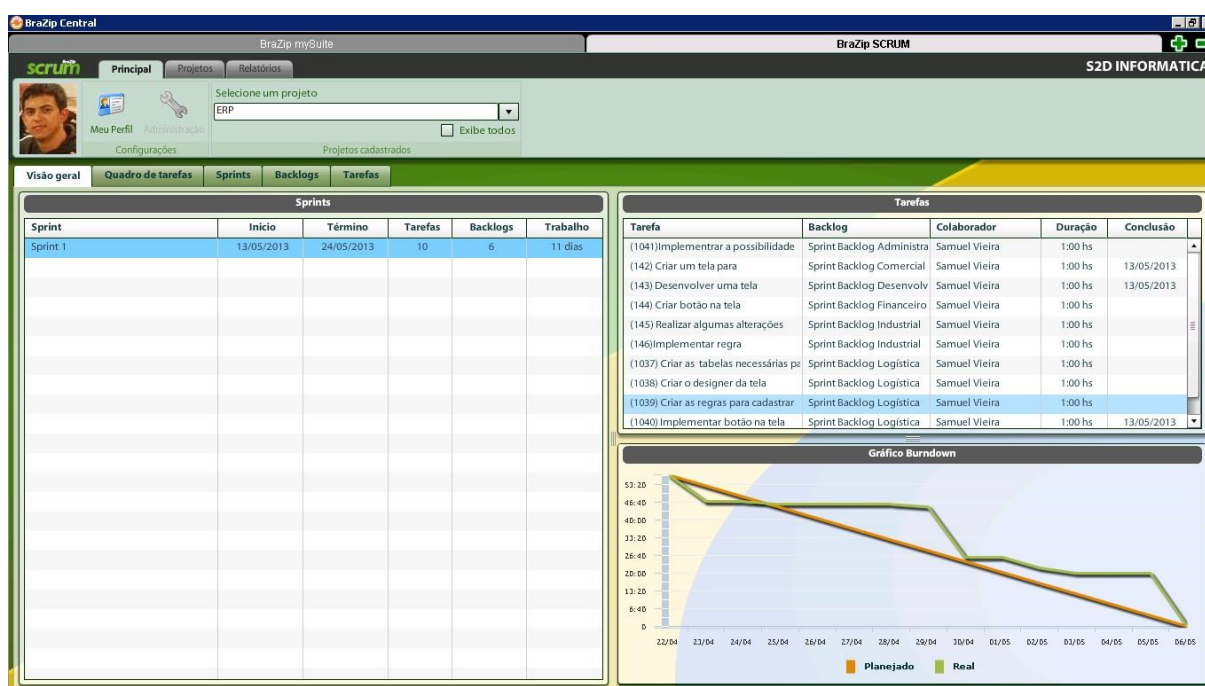 BraZip Central
BraZip mySuite BraZip SCRUM
scrum Principal Projetos Relatórios S2D INFORMATICA
Selecione um projeto
ERP
Meu Perfil Administração Exibe todos
Configurações Projetos cadastrados
Visão geral Quadro de tarefas Sprints Backlogs Tarefas
Sprints
Sprint Início Término Tarefas Backlogs Trabalho
Sprint 1 13/05/2013 24/05/2013 10 6 11 dias
Tarefas
Tarefa Backlog Colaborador Duração Conclusão
(1041)Implementrar a possibilidade Sprint Backlog Administra Samuel Vieira 1:00 hs
(142) Criar um tela para Sprint Backlog Comercial Samuel Vieira 1:00 hs 13/05/2013
(143) Desenvolver uma tela Sprint Backlog Desenvolv Samuel Vieira 1:00 hs 13/05/2013
(144) Criar botão na tela Sprint Backlog Financeiro Samuel Vieira 1:00 hs
(145) Realizar algumas alterações Sprint Backlog Industrial Samuel Vieira 1:00 hs
(146)Implementar regra Sprint Backlog Industrial Samuel Vieira 1:00 hs
(1037) Criar as tabelas necessárias pa Sprint Backlog Logística Samuel Vieira 1:00 hs
(1038) Criar o designer da tela Sprint Backlog Logística Samuel Vieira 1:00 hs
(1039) Criar as regras para cadastrar Sprint Backlog Logística Samuel Vieira 1:00 hs
(1040) Implementar botão na tela Sprint Backlog Logística Samuel Vieira 1:00 hs 13/05/2013
Gráfico Burndown
53:20
46:40
40:00
33:20
26:40
20:00
13:20
6:40
0
22/04 23/04 24/04 25/04 26/04 27/04 28/04 29/04 30/04 01/05 02/05 03/05 04/05 05/05 06/05
Planejado Real